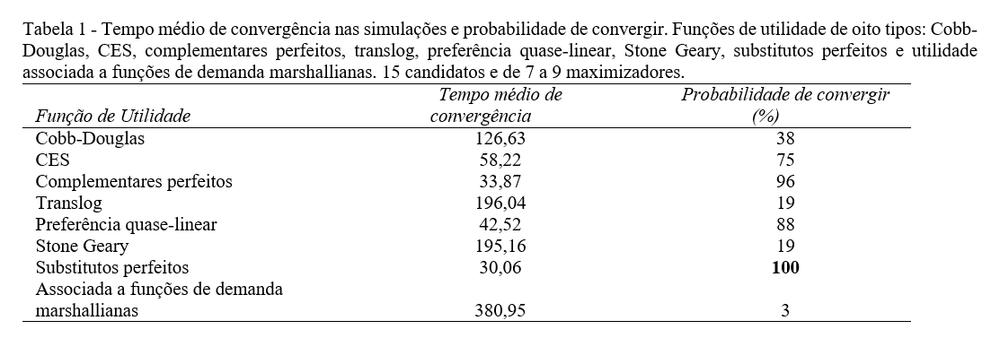 Tabela 1 - Tempo médio de convergência nas simulações e probabilidade de convergir. Funções de utilidade de oito tipos: Cobb-
Douglas, CES, complementares perfeitos, translog, preferência quase-linear, Stone Geary, substitutos perfeitos e utilidade
associada a funções de demanda marshallianas. 15 candidatos e de 7 a 9 maximizadores.
Função de Utilidade Tempo médio de convergência Probabilidade de convergir (%)
Cobb-Douglas 126,63 38
CES 58,22 75
Complementares perfeitos 33,87 96
Translog 196,04 19
Preferência quase-linear 42,52 88
Stone Geary 195,16 19
Substitutos perfeitos 30,06 100
Associada a funções de demanda
marshallianas 380,95 3